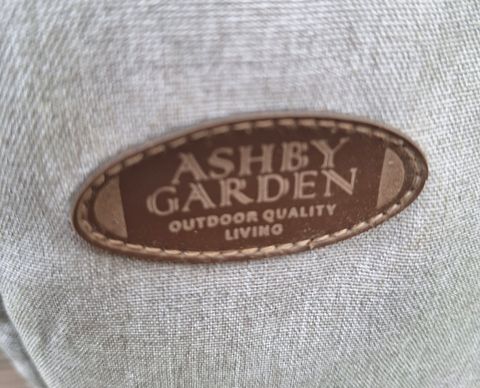 ASHBY
GARDEN
OUTDOOR QUALITY
LIVING